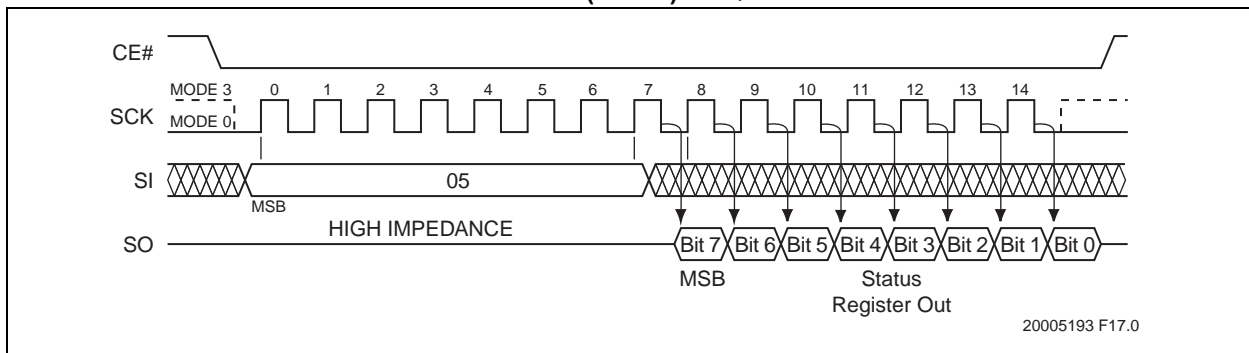 CE#
MODE 3 0 1 2 3 4 5 6 7 8 9 10 11 12 13 14
SCK MODE 0
SI 05
MSB
HIGH IMPEDANCE
SO Bit 7 Bit 6 Bit 5 Bit 4 Bit 3 Bit 2 Bit 1 Bit 0
MSB Status
Register Out
20005193 F17.0